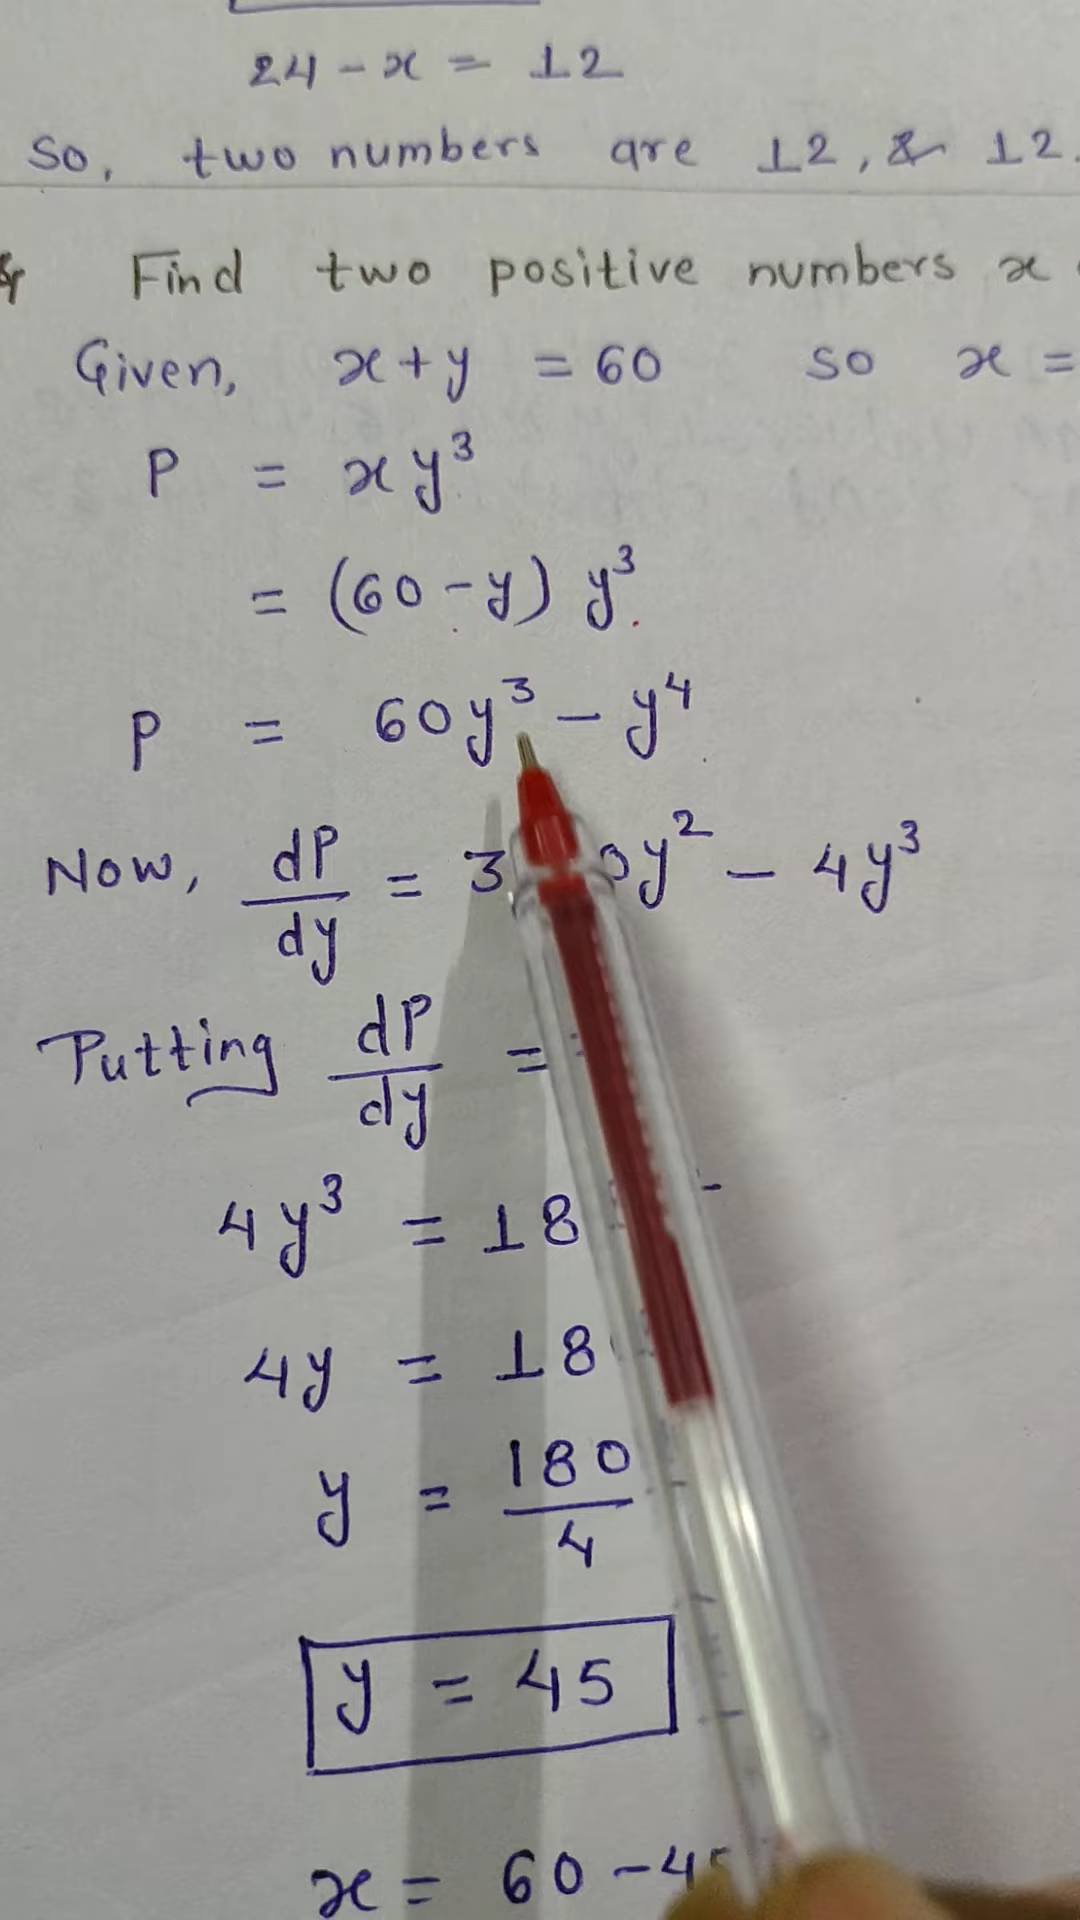 24 - x = 12
So, two numbers are 12, & 12.
Find two positive numbers x
Given, x + y = 60 so x =
P = xy³
= (60 - y) y³
P = 60y³ - y⁴
Now, dP/dy = 3 y² - 4y³
Putting dP/dy =
4y³ = 18
4y = 18
y = 180/4
y = 45
x = 60 - 45